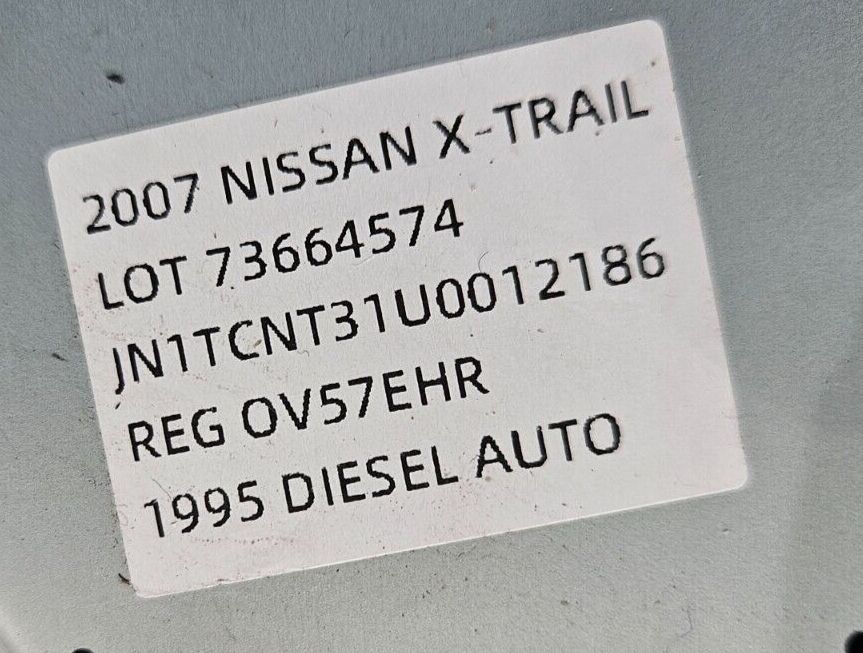 2007 NISSAN X-TRAIL
LOT 73664574
JN1TCNT31U0012186
REG OV57EHR
1995 DIESEL AUTO